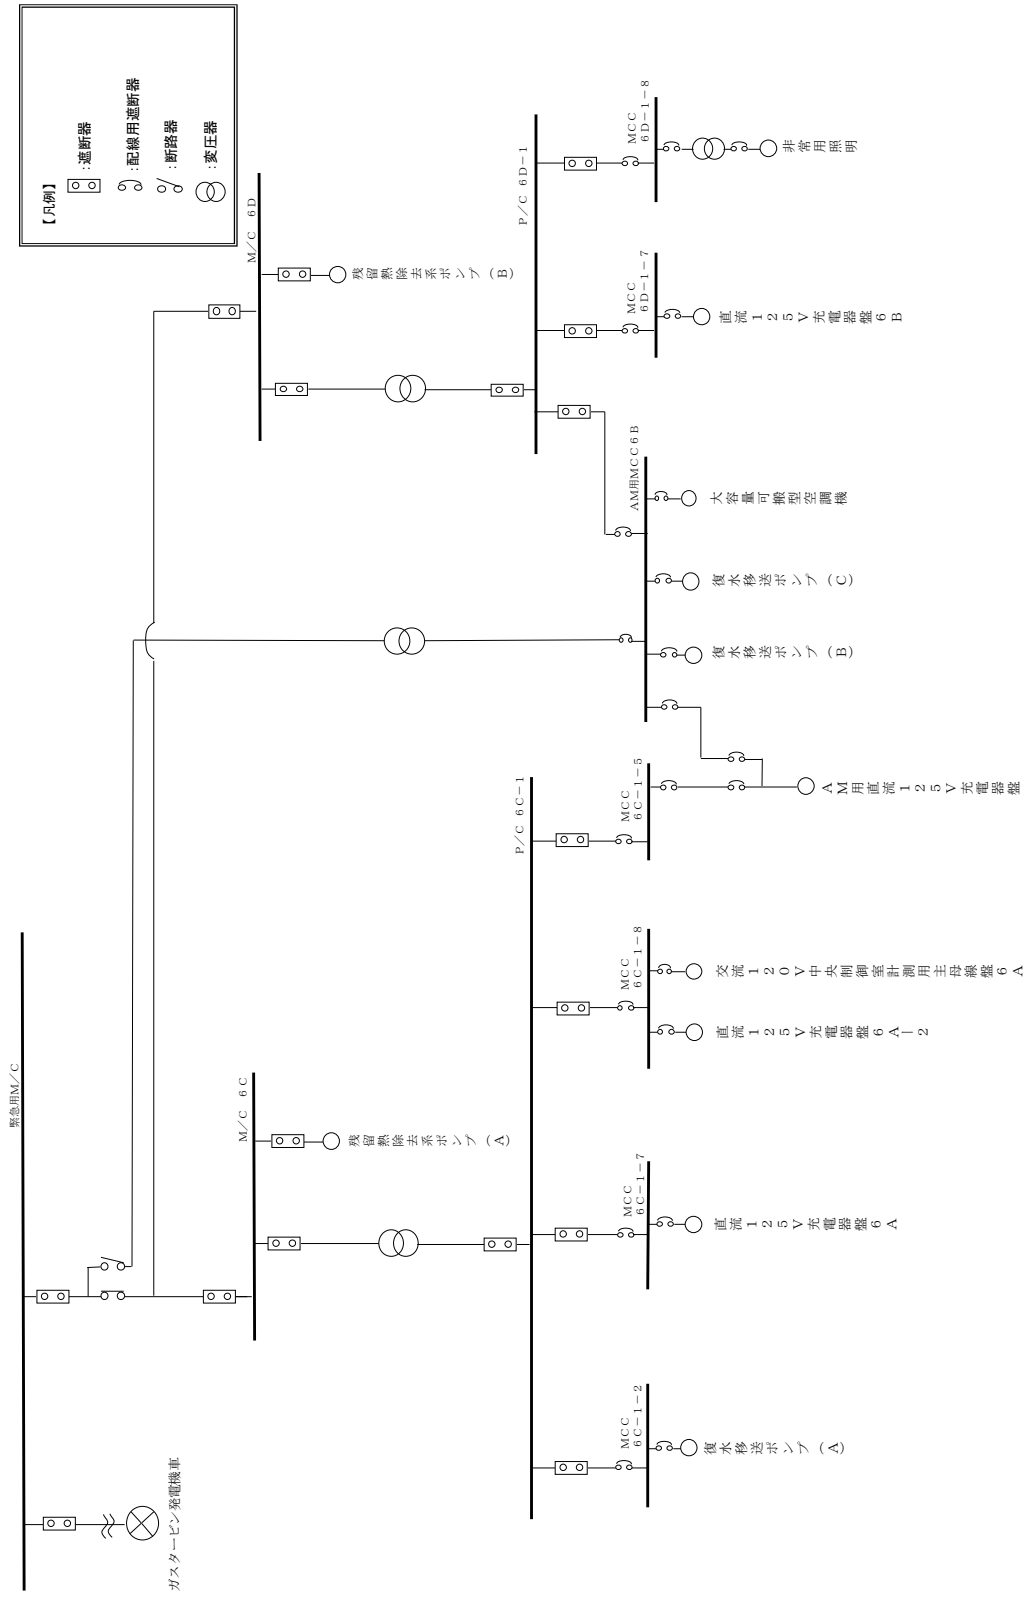 【凡例】
:遮断器
:配線用遮断器
:断路器
:変圧器
緊急用M/C
ガスタービン発電機車
M/C 6C
残留熱除去系ポンプ(A)
M/C 6D
残留熱除去系ポンプ(B)
P/C 6C-1
P/C 6D-1
MCC
6C-1-2
復水移送ポンプ(A)
MCC
6C-1-7
直流125V充電器盤6A
MCC
6C-1-8
直流125V充電器盤6A-2
交流120V中央制御室計測用主母線盤6A
MCC
6C-1-5
AM用直流125V充電器盤
AM用MCC6B
復水移送ポンプ(B)
復水移送ポンプ(C)
大容量可搬型空調機
MCC
6D-1-7
直流125V充電器盤6B
MCC
6D-1-8
非常用照明